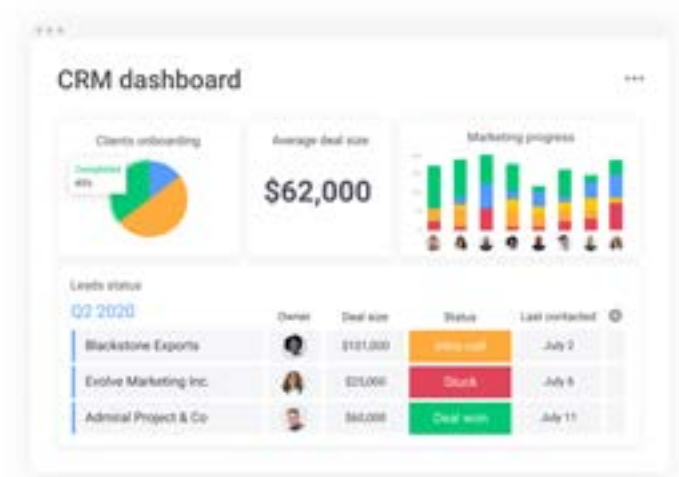 CRM dashboard
Clients onboarding
Completed
Average deal size
$62,000
Marketing progress
Leads status
Q2 2020
Owner Deal size Status Last contacted
Blackstone Exports $101,000 July 2
Evolve Marketing Inc. $25,000 Stuck July 6
Admiral Project & Co $60,000 Deal won July 11